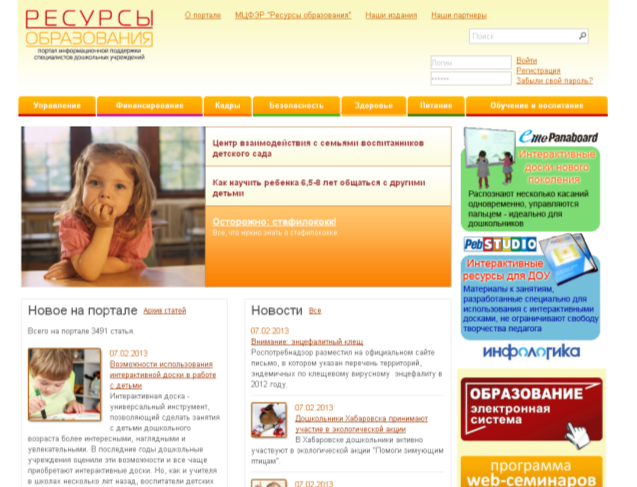 РЕСУРСЫ
ОБРАЗОВАНИЯ
портал информационной поддержки
специалистов дошкольных учреждений
О портале МЦФЭР "Ресурсы образования" Наши издания Наши партнеры
Поиск
Логин
Войти
Регистрация
Забыли свой пароль?
Управление Финансирование Кадры Безопасность Здоровье Питание Обучение и воспитание
Центр взаимодействия с семьями воспитанников
детского сада
Как научить ребенка 6,5-8 лет общаться с другими
детьми
Осторожно: стафилококк!
Все, что нужно знать о стафилококке
Новое на портале Архив статей
Всего на портале 3491 статья.
07.02.2013
Возможности использования
интерактивной доски в работе
с детьми
Интерактивная доска -
универсальный инструмент,
позволяющий сделать занятия
с детьми дошкольного
возраста более интересными, наглядными и
увлекательными. В последние годы дошкольные
учреждения оценили эти возможности и все чаще
приобретают интерактивные доски. Но, как и учителя
в школах несколько лет назад, воспитатели детских
Новости Все
07.02.2013
Внимание: энцефалитный клещ
Роспотребнадзор разместил на официальном сайте
письмо, в котором указан перечень территорий,
эндемичных по клещевому вирусному энцефалиту в
2012 году.
07.02.2013
Дошкольники Хабаровска принимают
участие в экологической акции
В Хабаровске дошкольники активно
участвуют в экологической акции "Помоги зимующим
птицам".
07.02.2013
Panaboard
Интерактивные
доски нового
поколения
Распознают несколько касаний
одновременно, управляются
пальцем - идеально для
дошкольников
PebSTUDIO
Интерактивные
ресурсы для ДОУ
Материалы к занятиям,
разработанные специально для
использования с интерактивными
досками, не ограничивают свободу
творчества педагога
инфологика
ОБРАЗОВАНИЕ
электронная
система
программа
web-семинаров